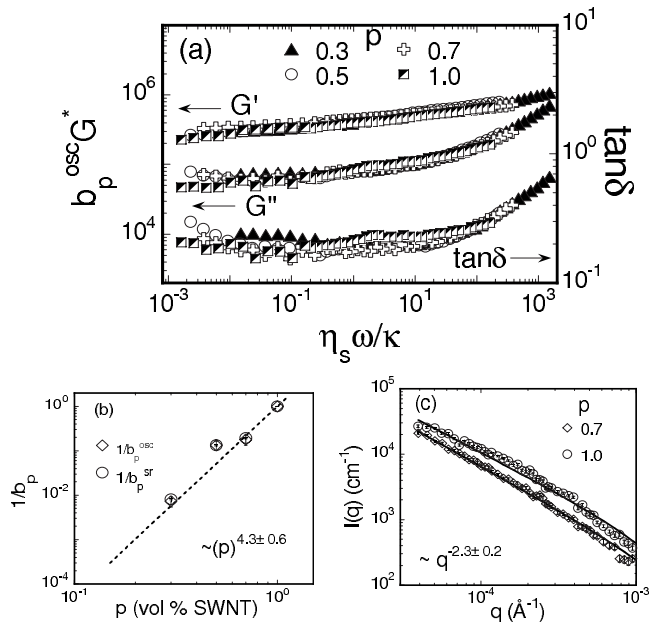 (a)
p
0.3
0.7
0.5
1.0
G'
G"
tanδ
b_p^osc G^*
10^6
10^4
10^1
10^0
10^-1
tanδ
10^-3
10^-1
10^1
10^3
η_sω/κ
(b)
1/b_p^osc
1/b_p^sr
~(p)^4.3± 0.6
1/b_p
10^0
10^-2
10^-4
10^-1
10^0
p (vol % SWNT)
(c)
p
0.7
1.0
~ q^-2.3± 0.2
I(q) (cm^-1)
10^5
10^4
10^3
10^2
10^-4
10^-3
q (Å^-1)